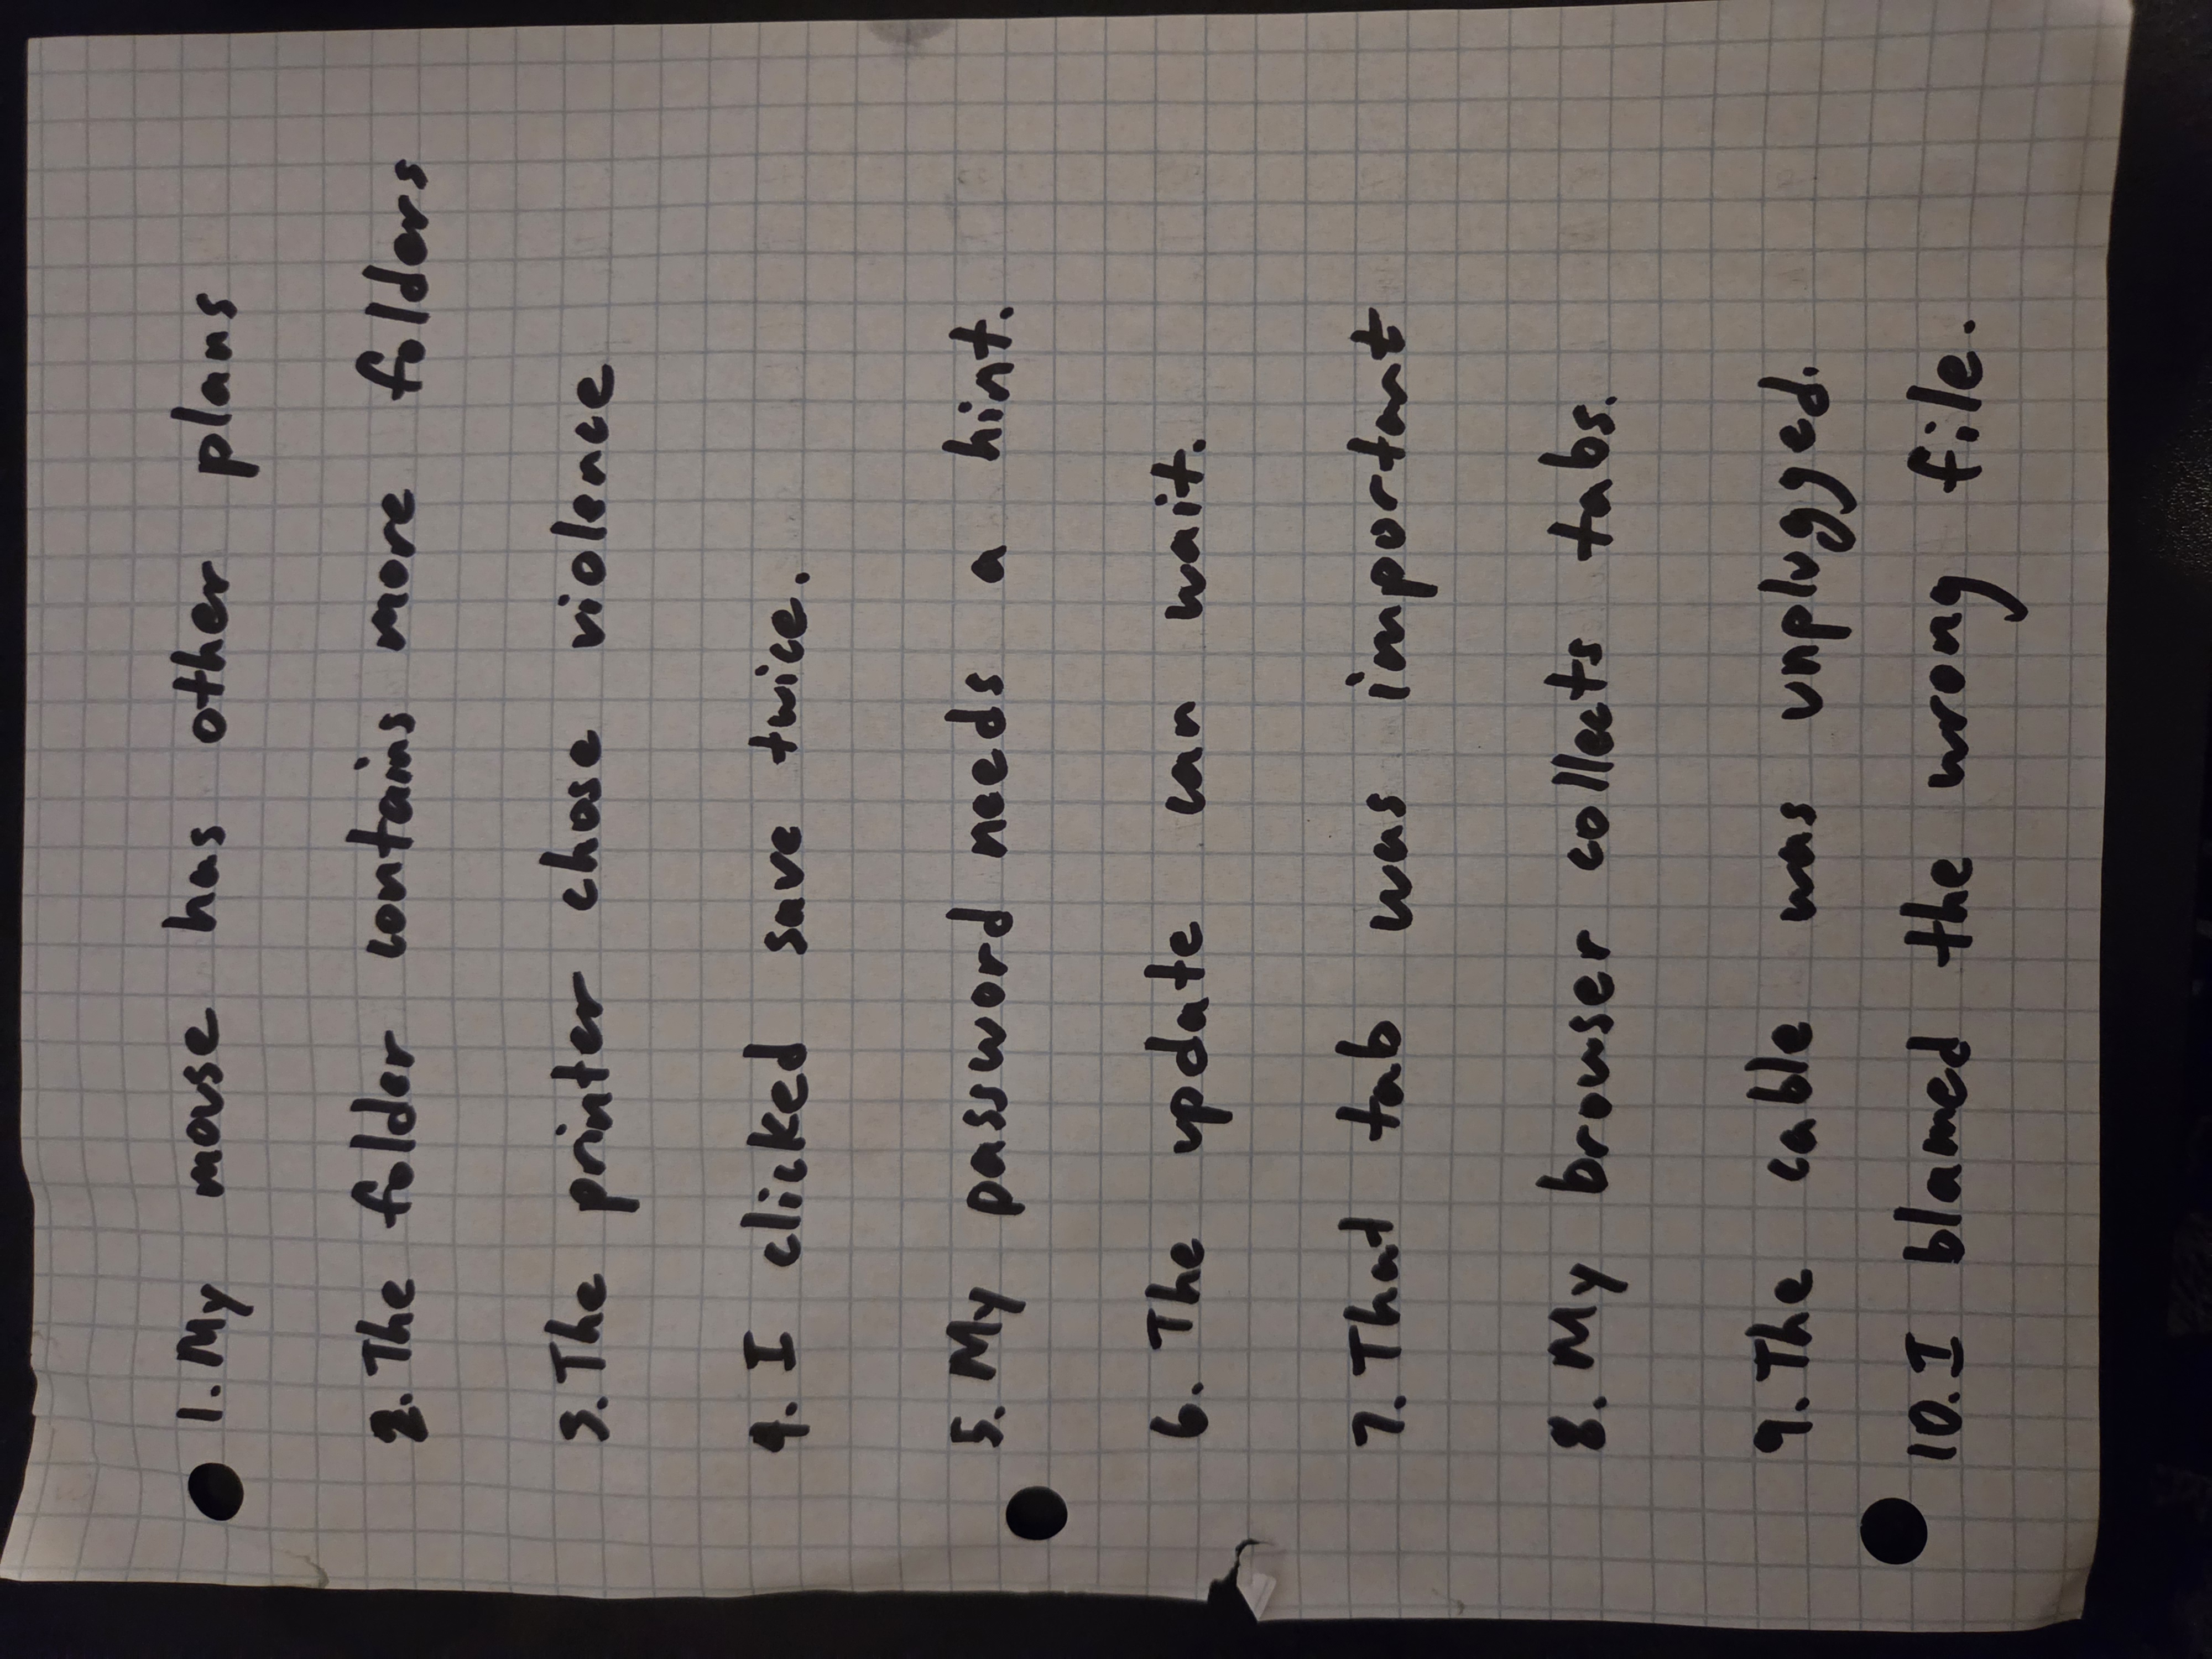 1. My mouse has other plans
2. The folder contains more folders
3. The printer chose violence
4. I clicked save twice.
5. My password needs a hint.
6. The update can wait.
7. That tab was important
8. My browser collects tabs.
9. The cable was unplugged.
10. I blamed the wrong file.